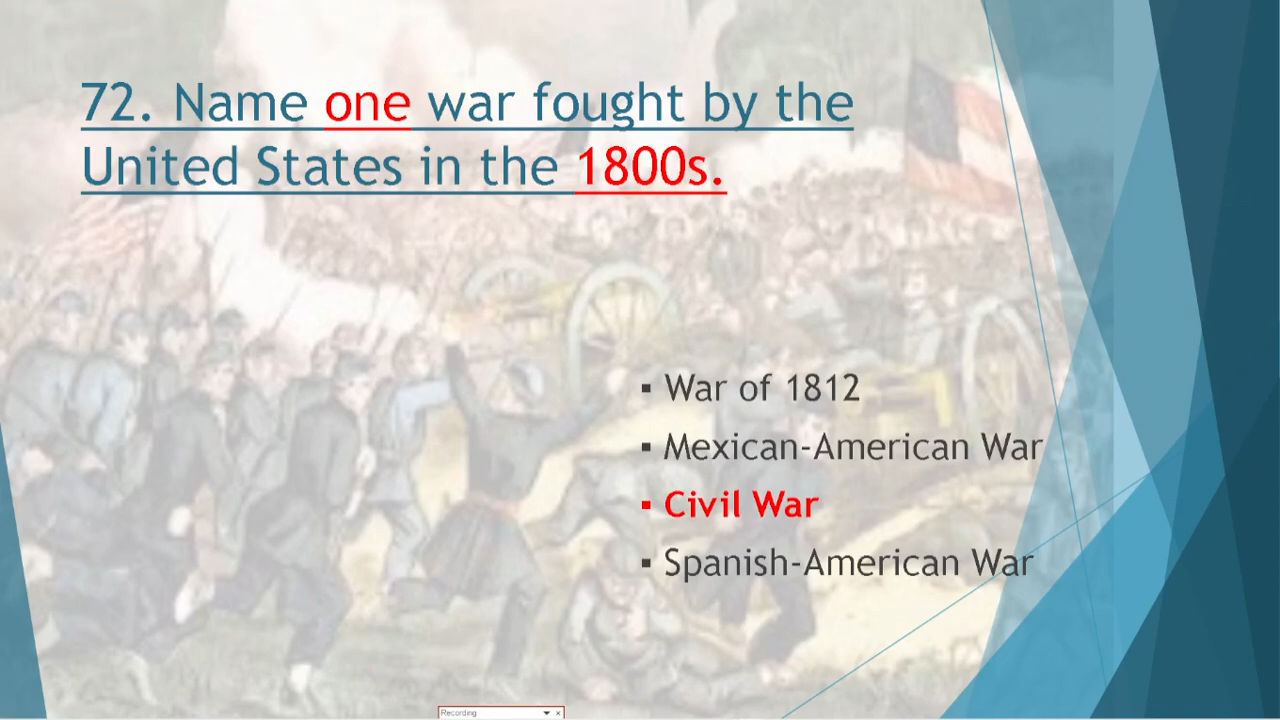 72. Name one war fought by the
United States in the 1800s.
▪ War of 1812
▪ Mexican-American War
▪ Civil War
▪ Spanish-American War
Recording